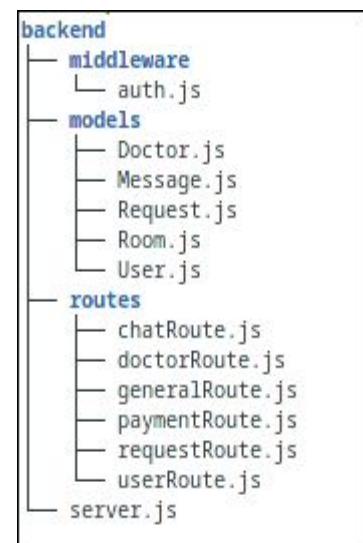 backend
middleware
auth.js
models
Doctor.js
Message.js
Request.js
Room.js
User.js
routes
chatRoute.js
doctorRoute.js
generalRoute.js
paymentRoute.js
requestRoute.js
userRoute.js
server.js